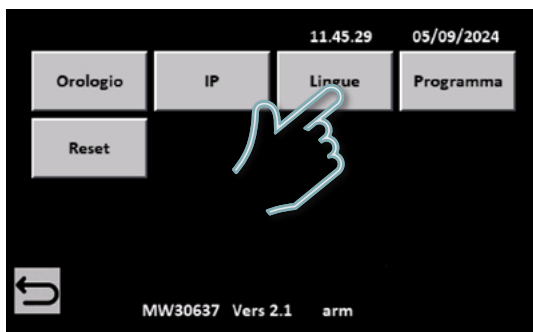 11.45.29 05/09/2024
Orologio IP Lingue Programma
Reset
MW30637 Vers 2.1 arm